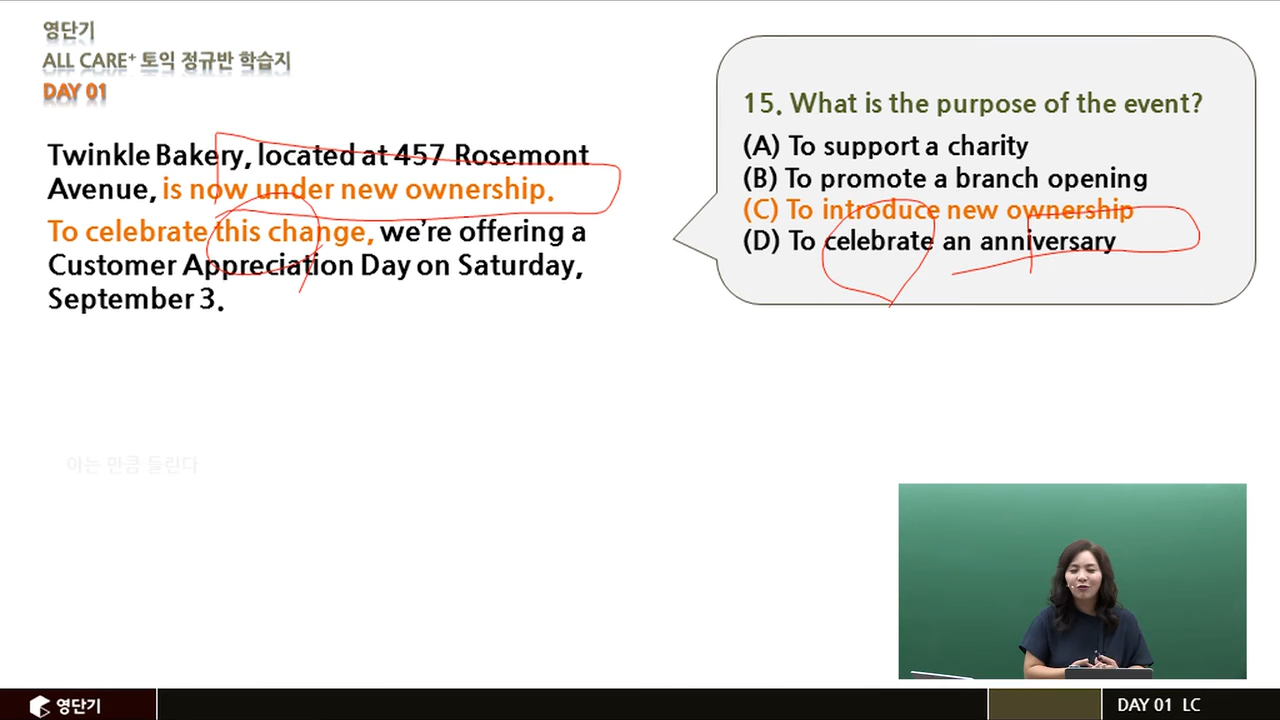 영단기
ALL CARE+ 토익 정규반 학습지
DAY 01
Twinkle Bakery, located at 457 Rosemont
Avenue, is now under new ownership.
To celebrate this change, we're offering a
Customer Appreciation Day on Saturday,
September 3.
15. What is the purpose of the event?
(A) To support a charity
(B) To promote a branch opening
(C) To introduce new ownership
(D) To celebrate an anniversary
아는 만큼 들린다
영단기
DAY 01 LC